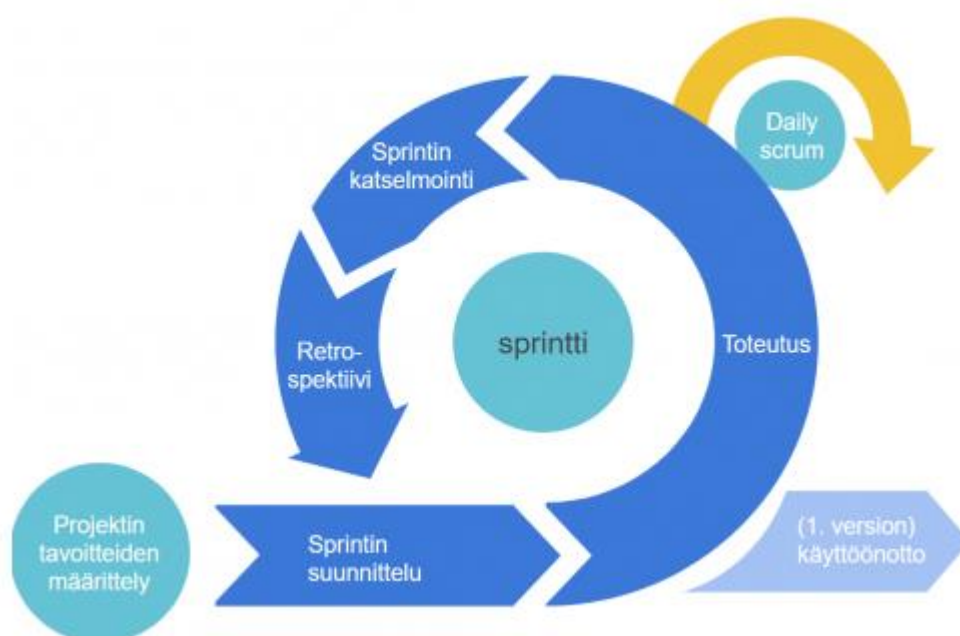 Daily
scrum
Sprintin
katselmointi
sprintti
Toteutus
Retro-
spektiivi
Projektin
tavoitteiden
määrittely
Sprintin
suunnittelu
(1. version)
käyttöönotto